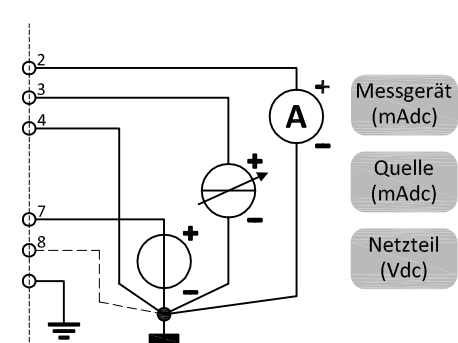 2
3
4
7
8
+
A
-
+
-
+
-
Messgerät
(mAdc)
Quelle
(mAdc)
Netzteil
(Vdc)